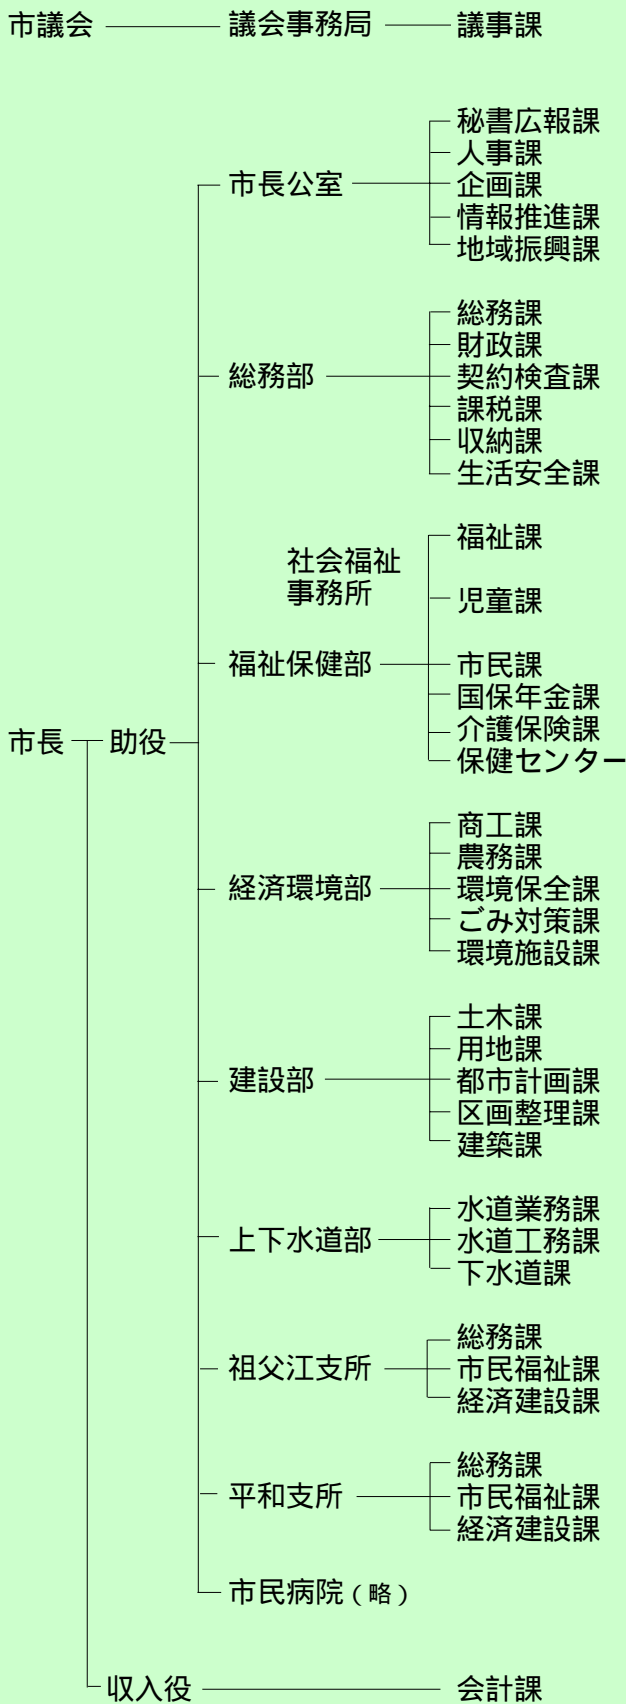 市議会 議会事務局 議事課
秘書広報課
人事課
市長公室 企画課
情報推進課
地域振興課
総務課
財政課
総務部 契約検査課
課税課
収納課
生活安全課
福祉課
社会福祉
事務所 児童課
福祉保健部 市民課
国保年金課
市長 助役 介護保険課
保健センター
商工課
農務課
経済環境部 環境保全課
ごみ対策課
環境施設課
土木課
用地課
建設部 都市計画課
区画整理課
建築課
水道業務課
上下水道部 水道工務課
下水道課
総務課
祖父江支所 市民福祉課
経済建設課
総務課
平和支所 市民福祉課
経済建設課
市民病院(略)
収入役 会計課